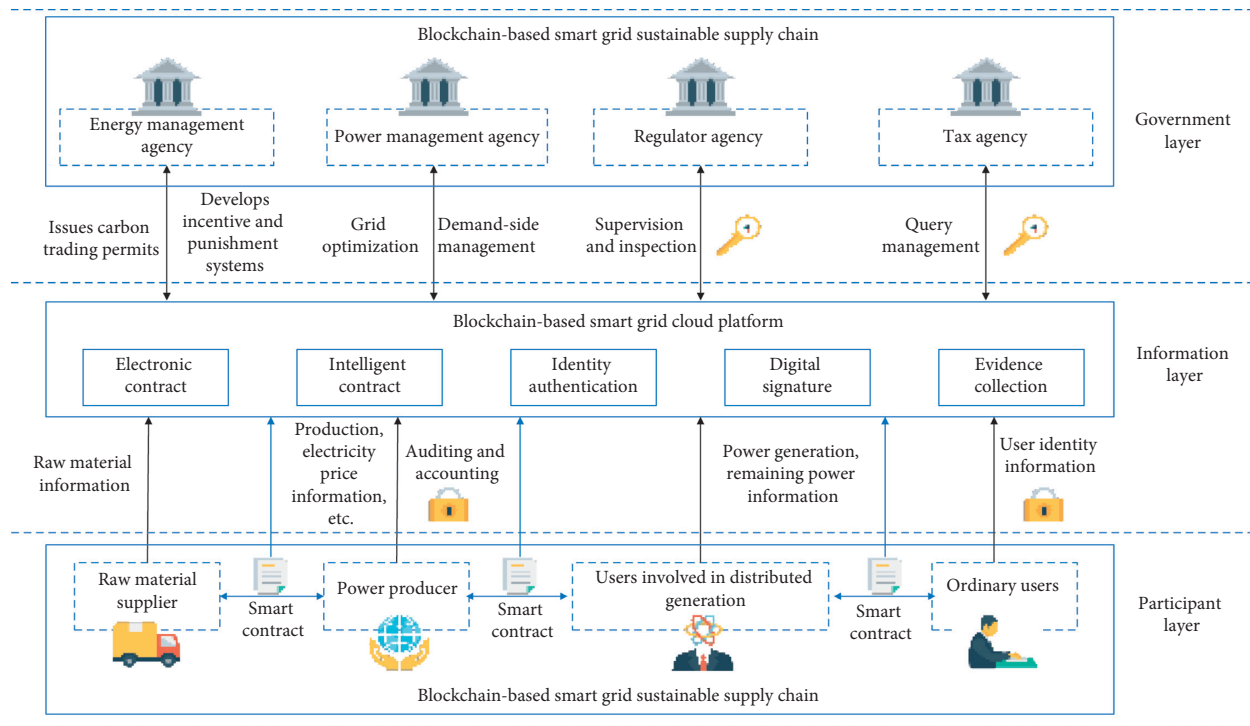 Blockchain-based smart grid sustainable supply chain
Energy management
agency
Power management agency
Regulator agency
Tax agency
Government
layer
Issues carbon
trading permits
Develops
incentive and
punishment
systems
Grid
optimization
Demand-side
management
Supervision
and inspection
Query
management
Blockchain-based smart grid cloud platform
Electronic
contract
Intelligent
contract
Identity
authentication
Digital
signature
Evidence
collection
Information
layer
Raw material
information
Production,
electricity
price
information,
etc.
Auditing and
accounting
Power generation,
remaining power
information
User identity
information
Raw material
supplier
Smart
contract
Power producer
Smart
contract
Users involved in distributed
generation
Smart
contract
Ordinary users
Participant
layer
Blockchain-based smart grid sustainable supply chain